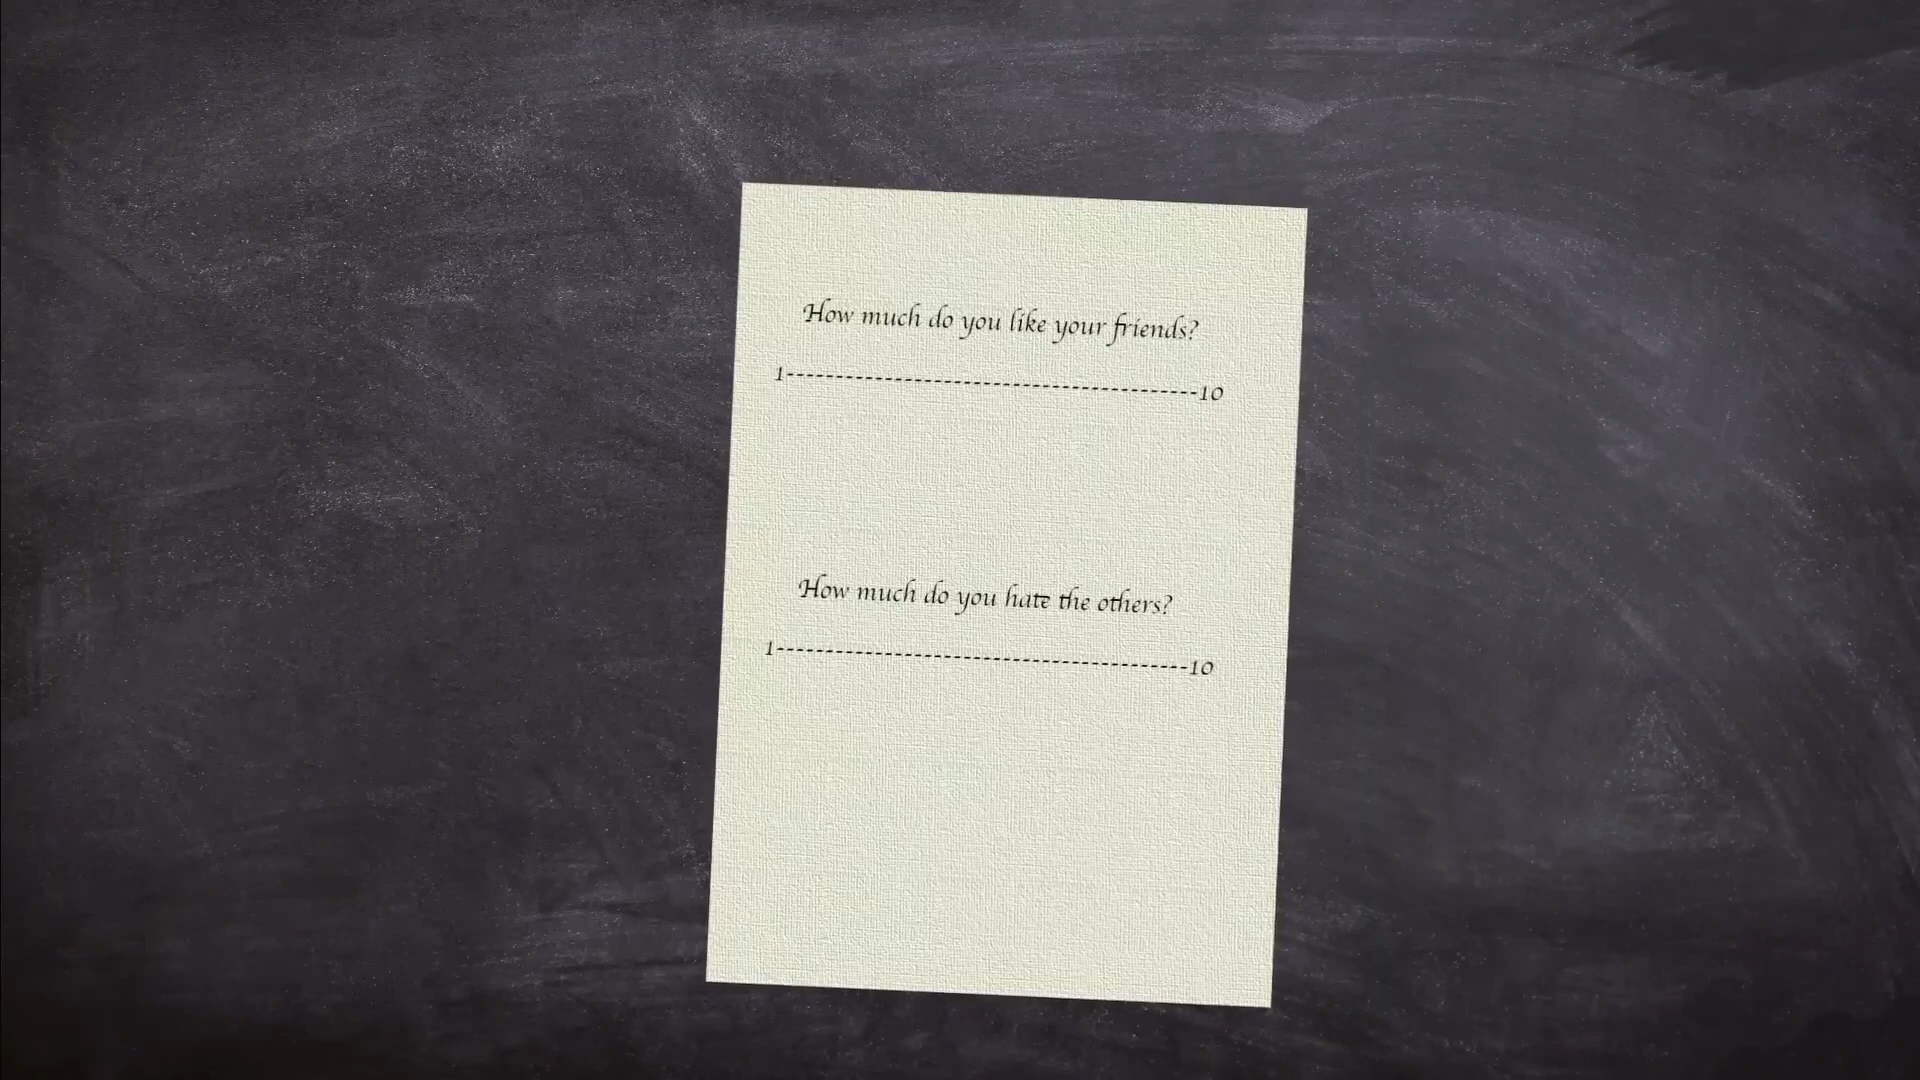 How much do you like your friends?
1------------------------------------------10
How much do you hate the others?
1------------------------------------------10